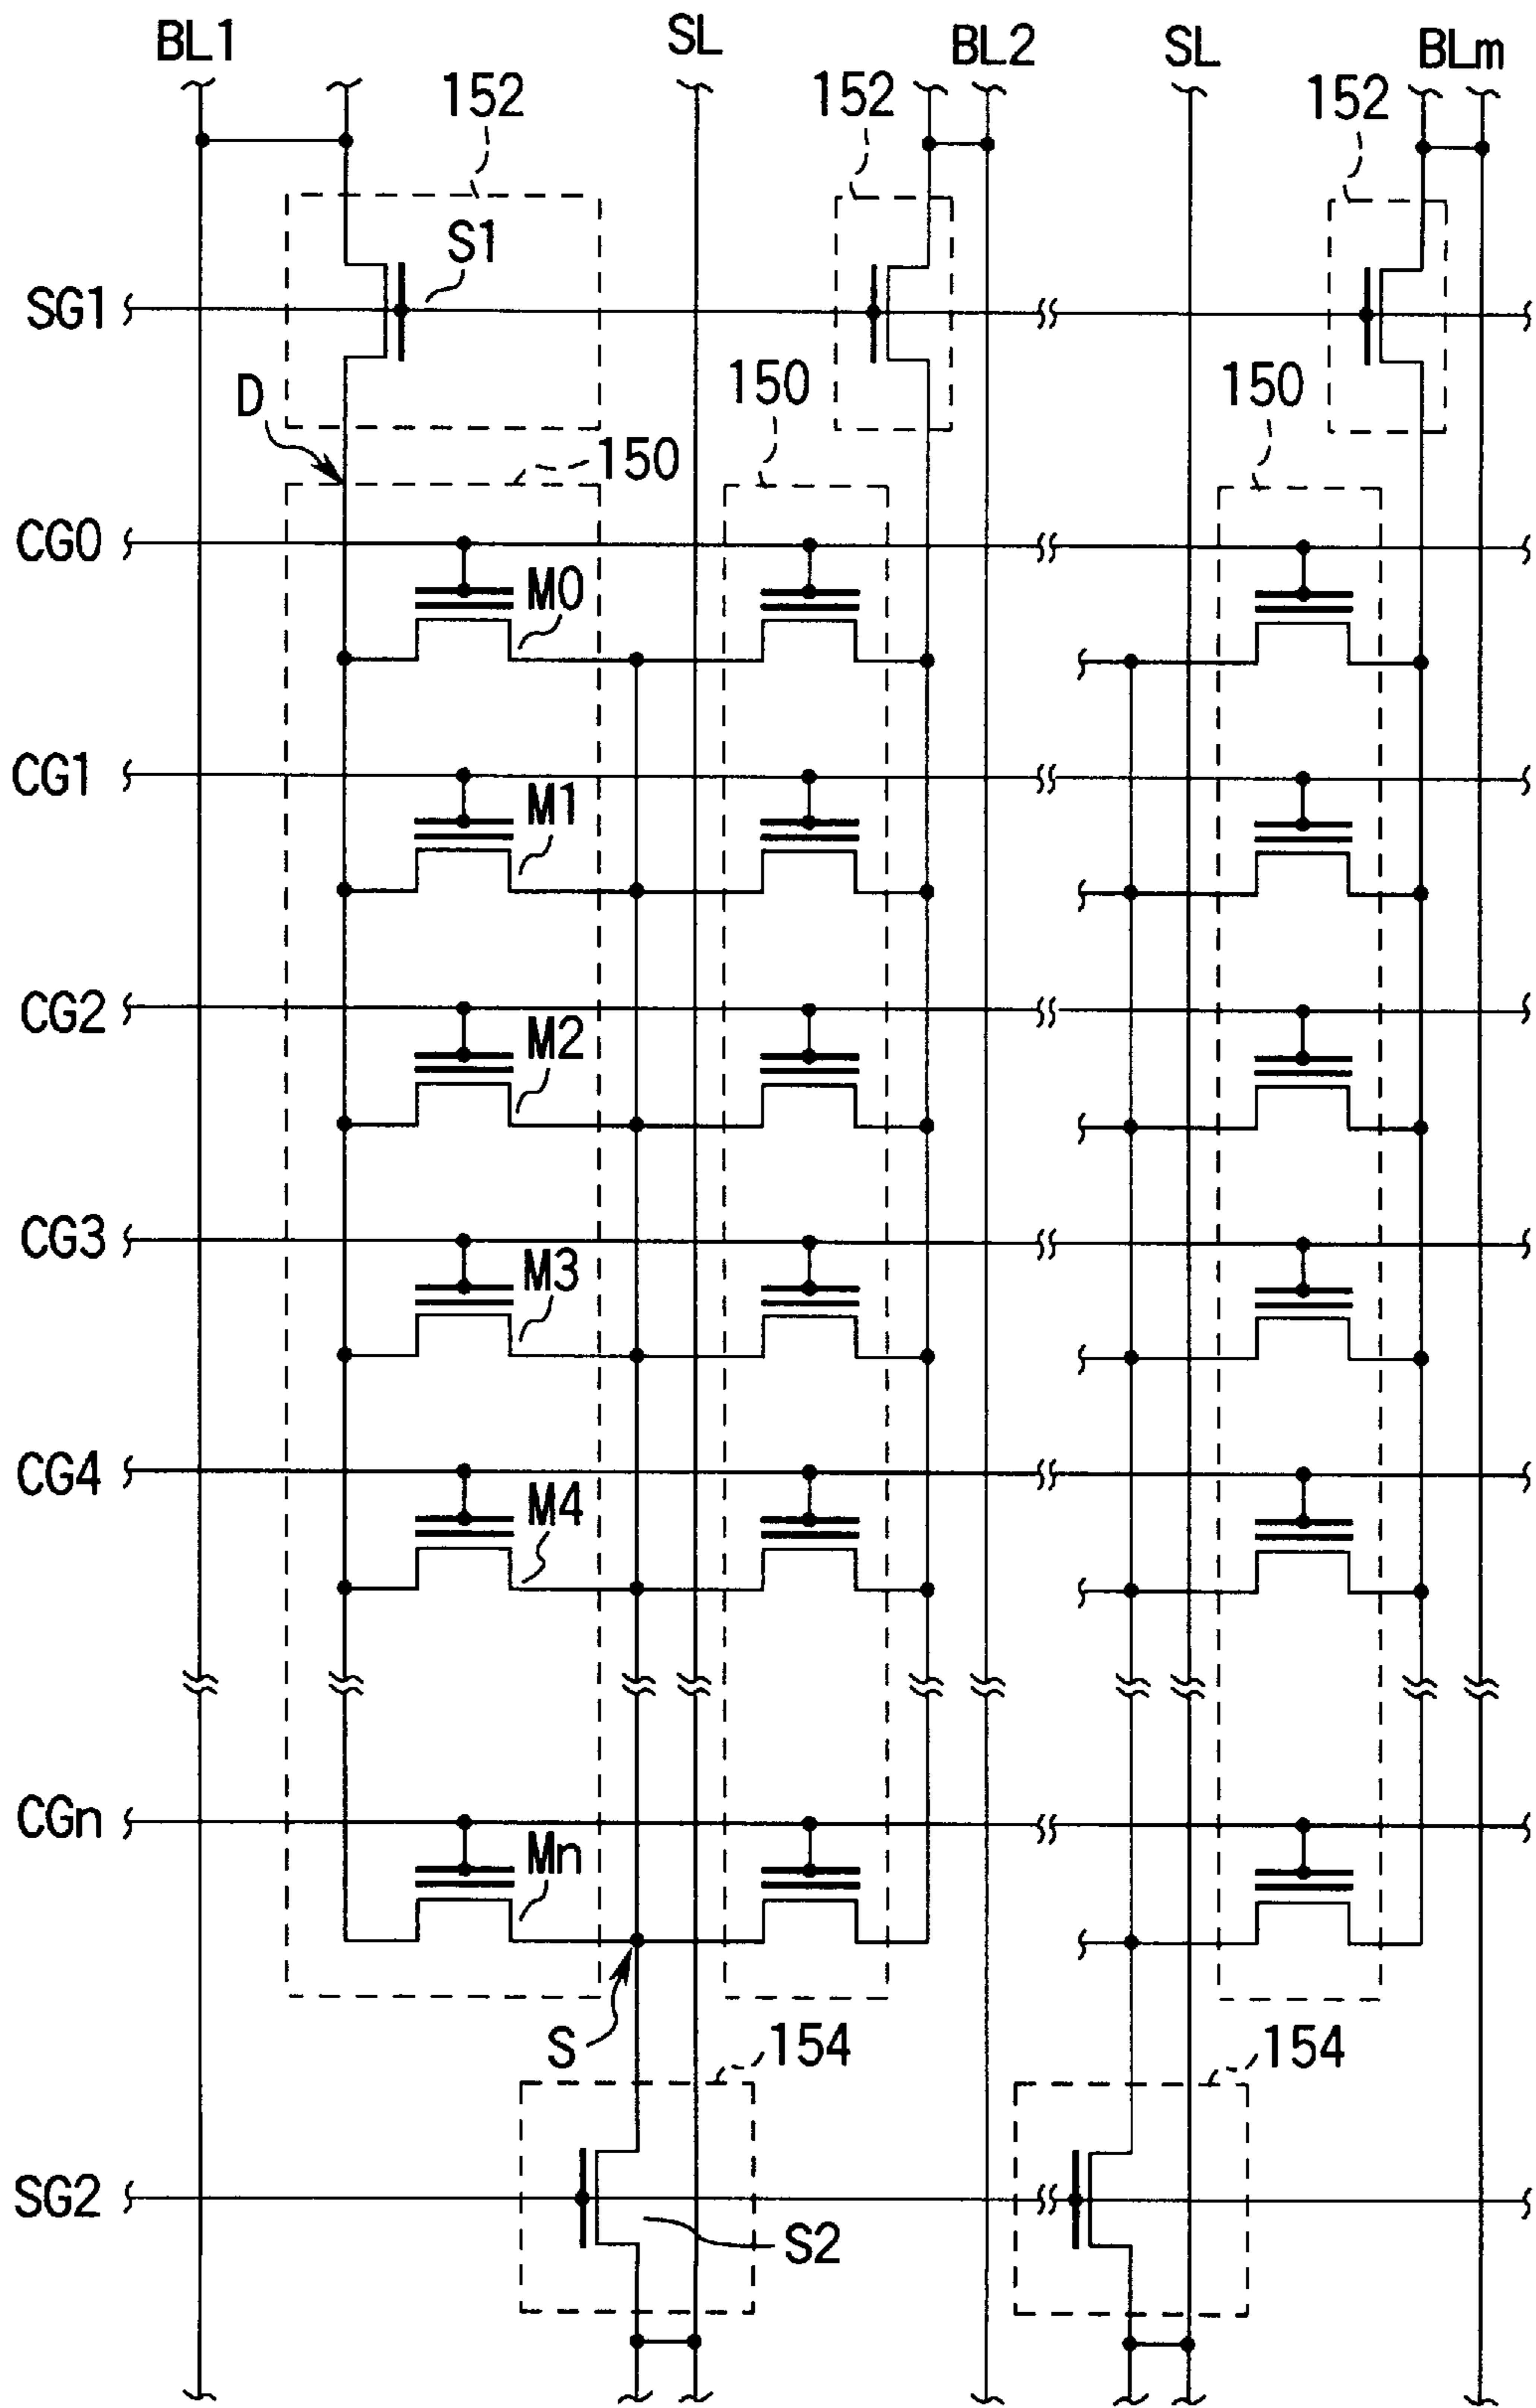 BL1 SL BL2 SL BLm
152 152 152
S1
SG1
D 150 150
150
CG0
M0
CG1
M1
CG2
M2
CG3
M3
CG4
M4
CGn
Mn
S 154 154
SG2
S2